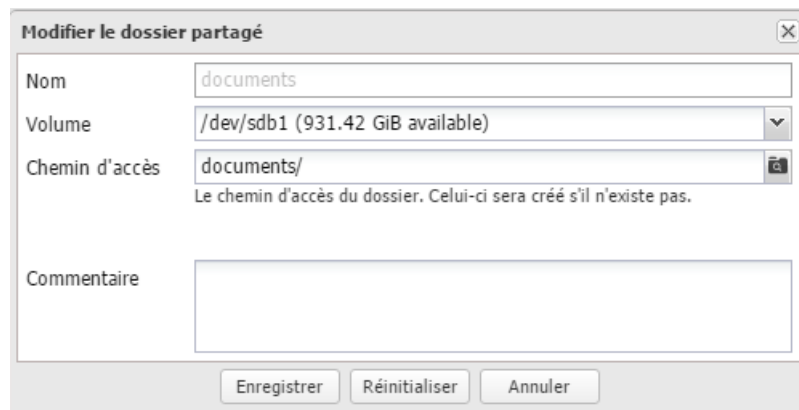 Modifier le dossier partagé
Nom
documents
Volume
/dev/sdb1 (931.42 GiB available)
Chemin d'accès
documents/
Le chemin d'accès du dossier. Celui-ci sera créé s'il n'existe pas.
Commentaire
Enregistrer Réinitialiser Annuler